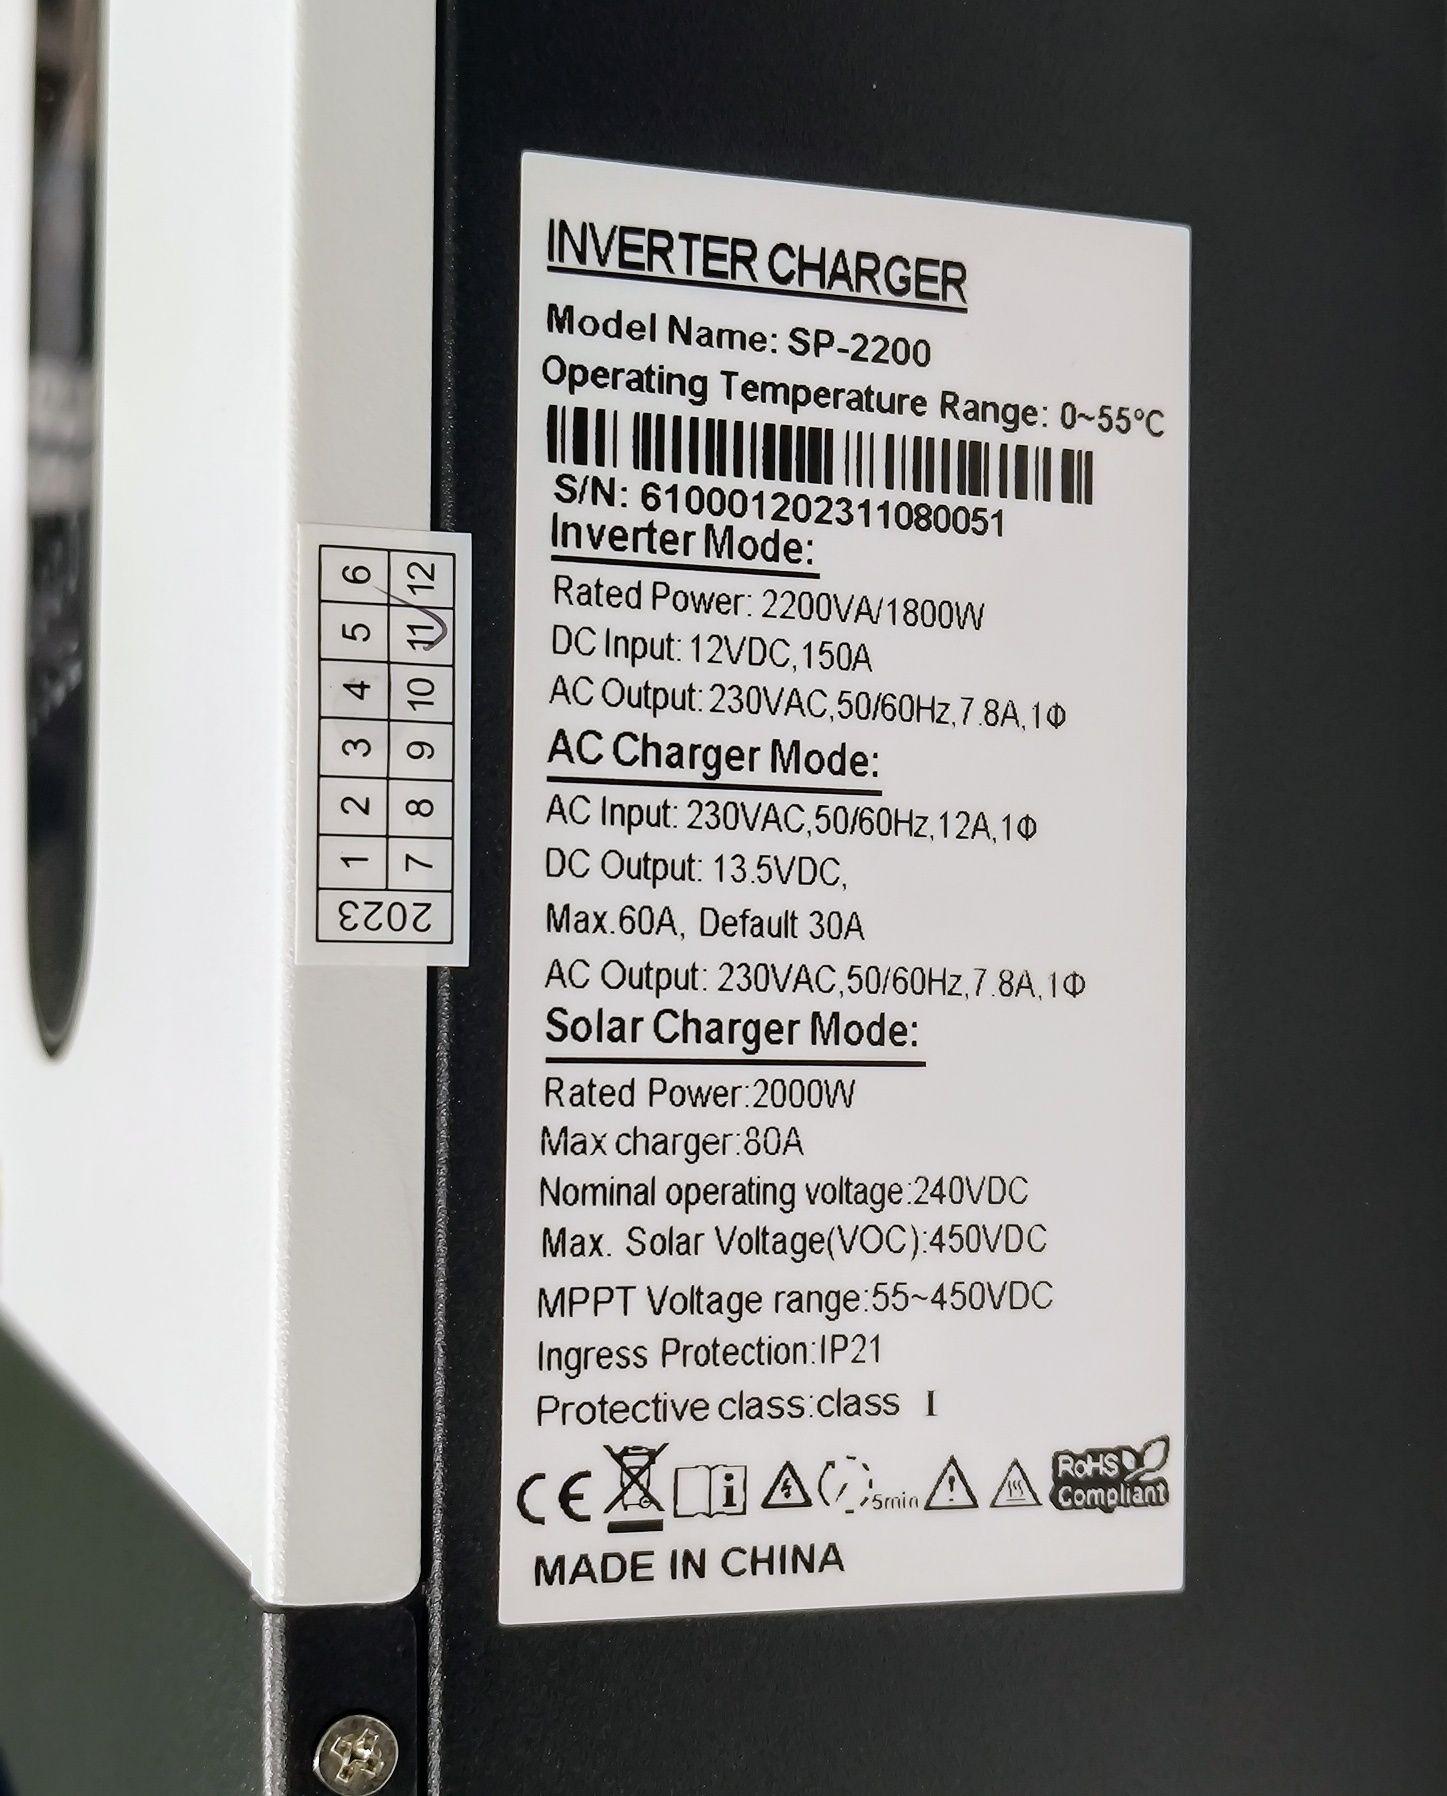 INVERTER CHARGER
Model Name: SP-2200
Operating Temperature Range: 0~55°C
S/N: 610001202311080051
Inverter Mode:
Rated Power: 2200VA/1800W
DC Input: 12VDC,150A
AC Output: 230VAC,50/60Hz,7.8A,1Φ
AC Charger Mode:
AC Input: 230VAC,50/60Hz,12A,1Φ
DC Output: 13.5VDC,
Max.60A, Default 30A
AC Output: 230VAC,50/60Hz,7.8A,1Φ
Solar Charger Mode:
Rated Power:2000W
Max charger:80A
Nominal operating voltage:240VDC
Max. Solar Voltage(VOC):450VDC
MPPT Voltage range:55~450VDC
Ingress Protection:IP21
Protective class:class I
CE 5min RoHS
Compliant
MADE IN CHINA
2023
1 2 3 4 5 6
7 8 9 10 11 12